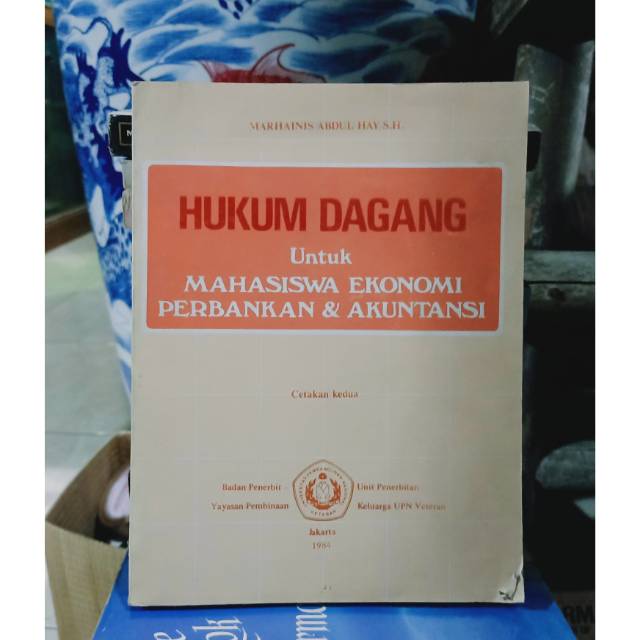 MARHAINIS ABDUL HAY S.H.
HUKUM DAGANG
Untuk
MAHASISWA EKONOMI
PERBANKAN & AKUNTANSI
Cetakan kedua
Badan Penerbit Unit Penerbitan
Yayasan Pembinaan Keluarga UPN Veteran
Jakarta
1984